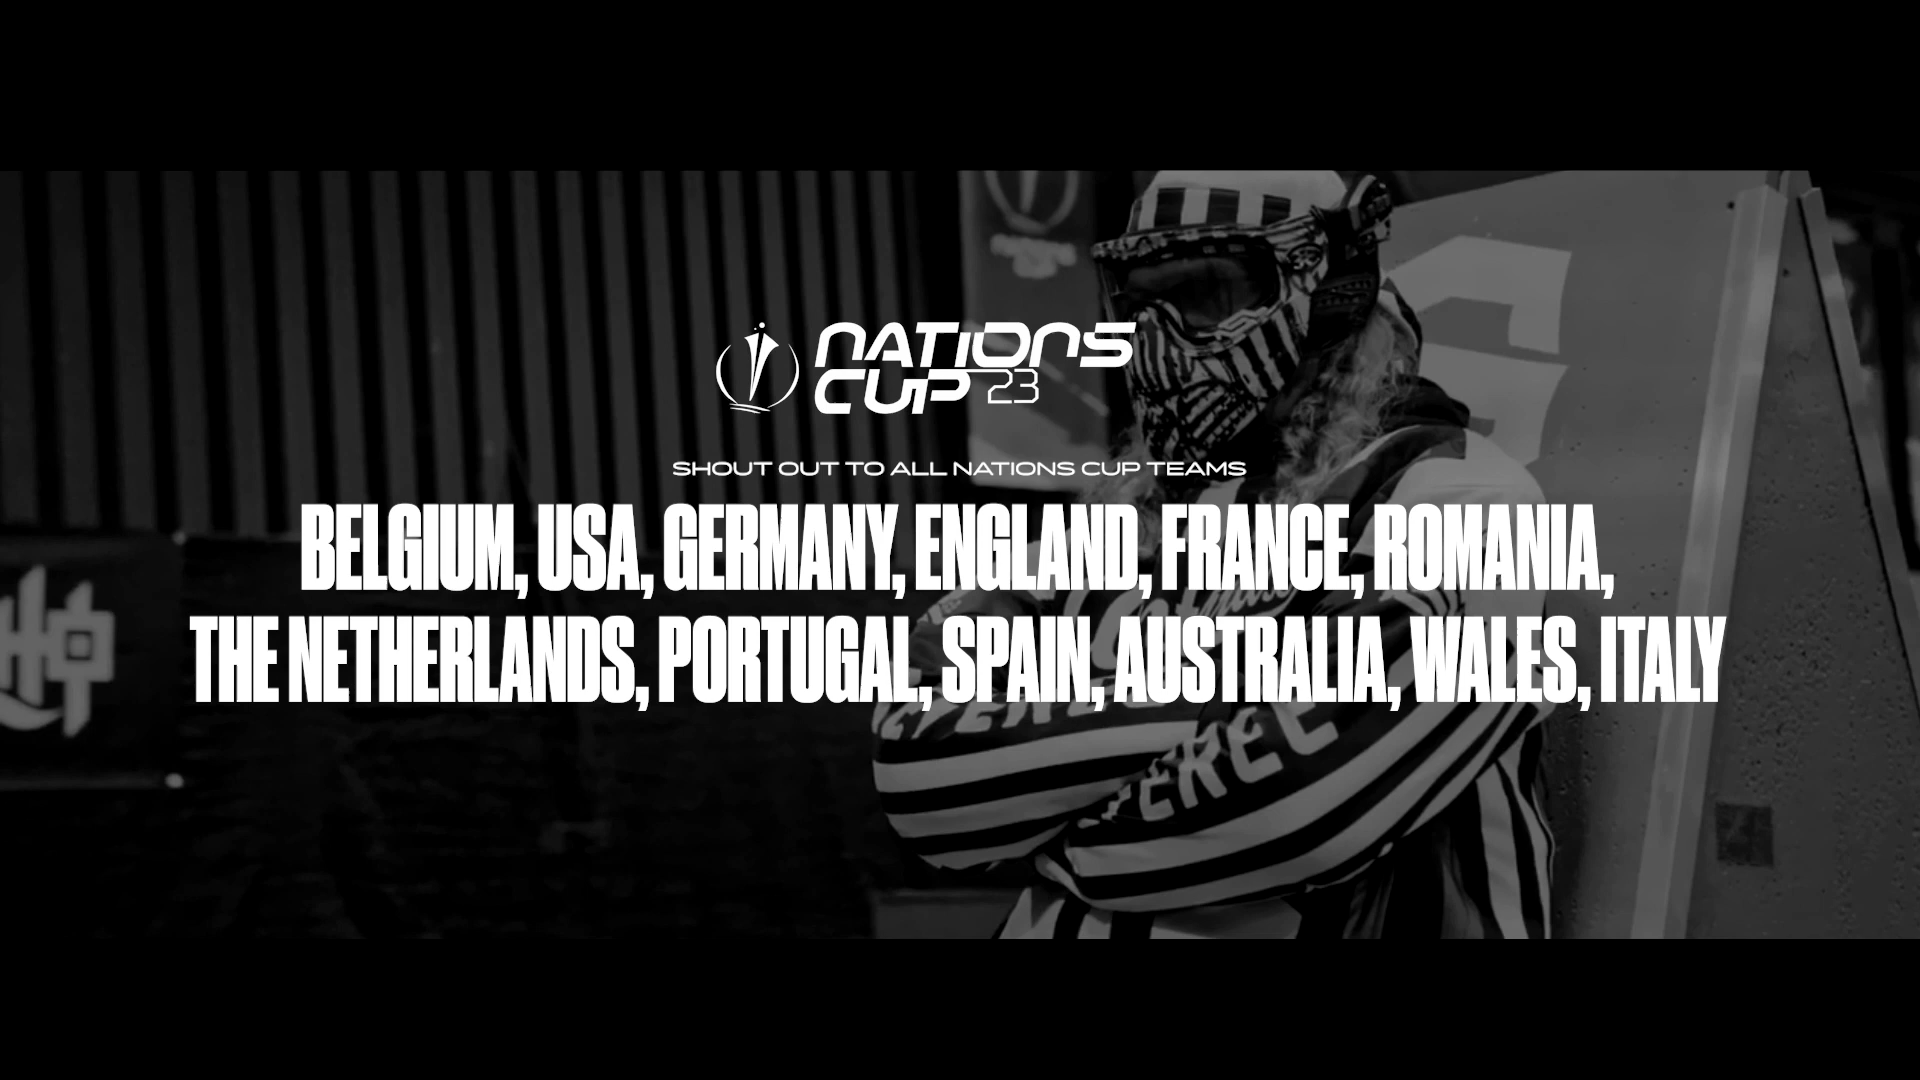 NATIONS
CUP 23
SHOUT OUT TO ALL NATIONS CUP TEAMS
BELGIUM, USA, GERMANY, ENGLAND, FRANCE, ROMANIA,
THE NETHERLANDS, PORTUGAL, SPAIN, AUSTRALIA, WALES, ITALY